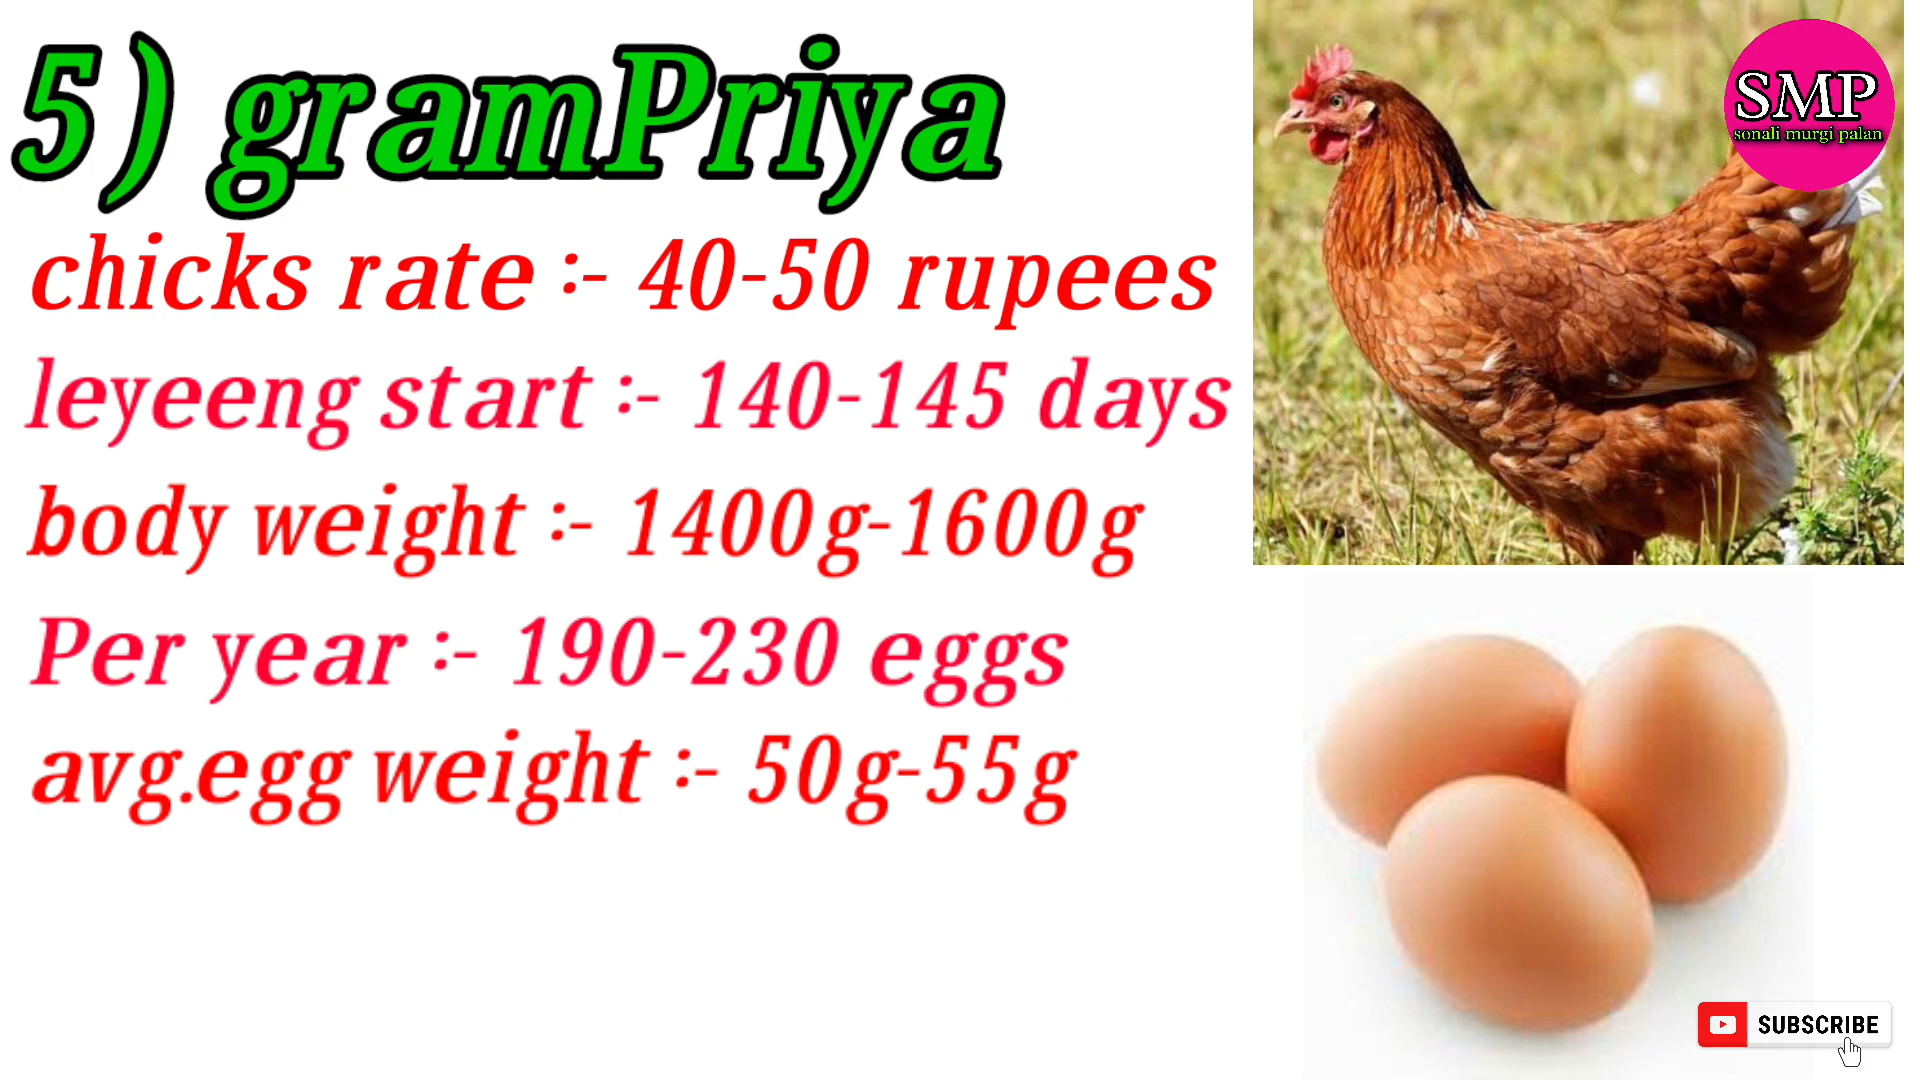 5) gramPriya
chicks rate :- 40-50 rupees
leyeeng start :- 140-145 days
body weight :- 1400g-1600g
Per year :- 190-230 eggs
avg.egg weight :- 50g-55g
SMP
sonali murgi palan
SUBSCRIBE